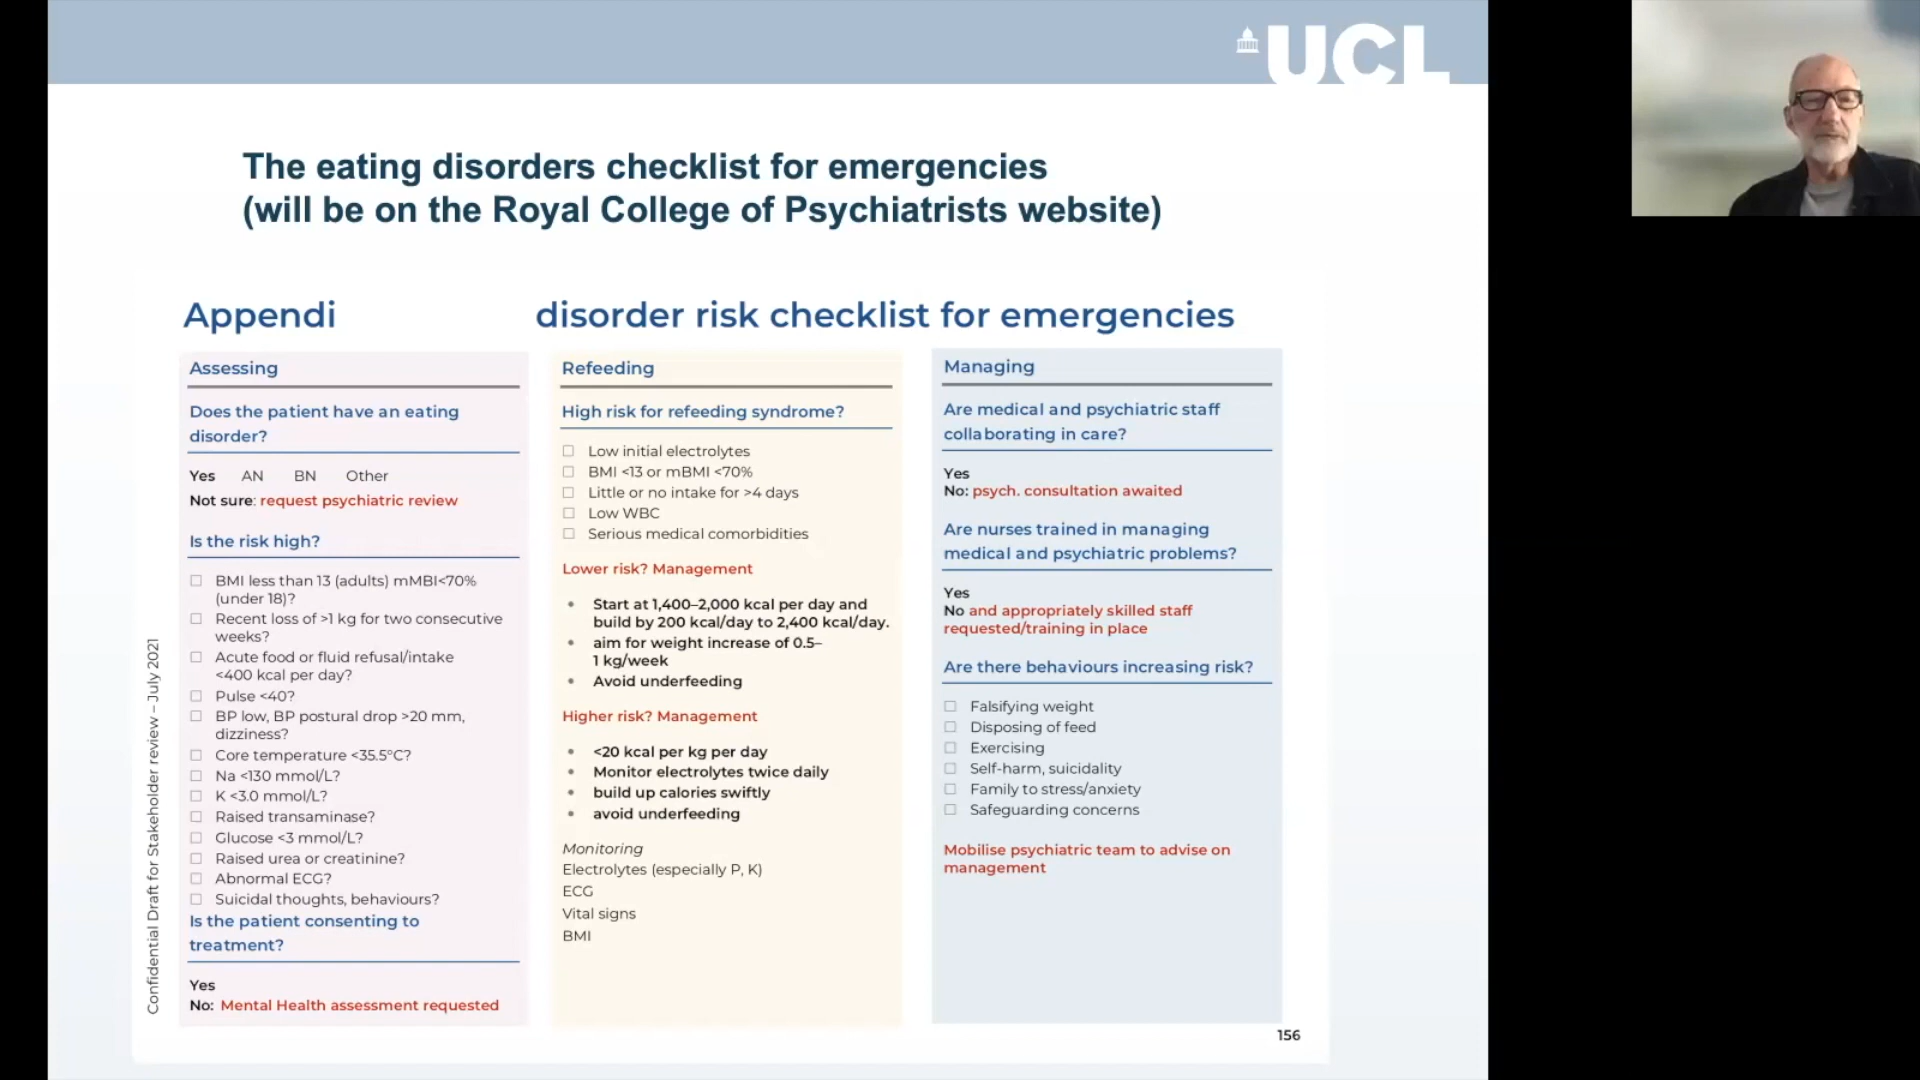 UCL
The eating disorders checklist for emergencies
(will be on the Royal College of Psychiatrists website)
Appendi disorder risk checklist for emergencies
Confidential Draft for Stakeholder review – July 2021
Assessing
Does the patient have an eating
disorder?
Yes AN BN Other
Not sure: request psychiatric review
Is the risk high?
BMI less than 13 (adults) mMBI<70%
(under 18)?
Recent loss of >1 kg for two consecutive
weeks?
Acute food or fluid refusal/intake
<400 kcal per day?
Pulse <40?
BP low, BP postural drop >20 mm,
dizziness?
Core temperature <35.5°C?
Na <130 mmol/L?
K <3.0 mmol/L?
Raised transaminase?
Glucose <3 mmol/L?
Raised urea or creatinine?
Abnormal ECG?
Suicidal thoughts, behaviours?
Is the patient consenting to
treatment?
Yes
No: Mental Health assessment requested
Refeeding
High risk for refeeding syndrome?
Low initial electrolytes
BMI <13 or mBMI <70%
Little or no intake for >4 days
Low WBC
Serious medical comorbidities
Lower risk? Management
• Start at 1,400–2,000 kcal per day and
build by 200 kcal/day to 2,400 kcal/day.
• aim for weight increase of 0.5–
1 kg/week
• Avoid underfeeding
Higher risk? Management
• <20 kcal per kg per day
• Monitor electrolytes twice daily
• build up calories swiftly
• avoid underfeeding
Monitoring
Electrolytes (especially P, K)
ECG
Vital signs
BMI
Managing
Are medical and psychiatric staff
collaborating in care?
Yes
No: psych. consultation awaited
Are nurses trained in managing
medical and psychiatric problems?
Yes
No and appropriately skilled staff
requested/training in place
Are there behaviours increasing risk?
Falsifying weight
Disposing of feed
Exercising
Self-harm, suicidality
Family to stress/anxiety
Safeguarding concerns
Mobilise psychiatric team to advise on
management
156